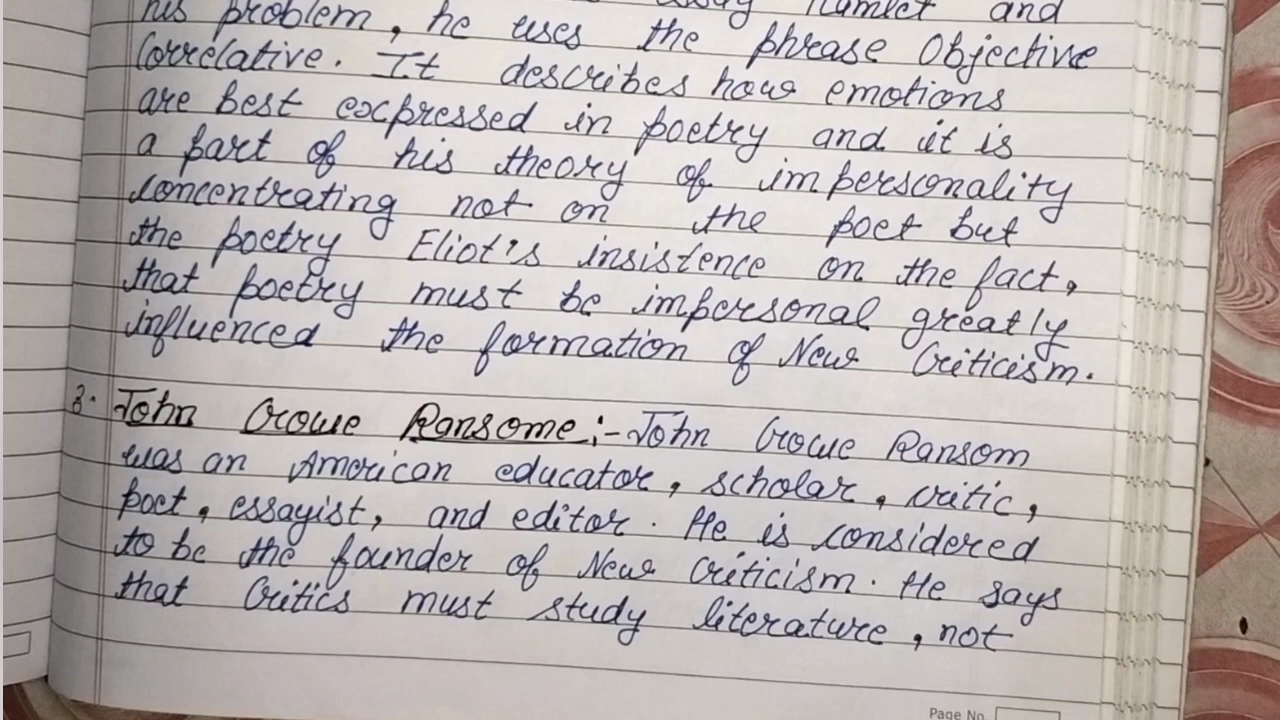 essay Hamlet and
his problem, he uses the phrase Objective
Correlative. It describes how emotions
are best expressed in poetry and it is
a part of his theory of impersonality
concentrating not on the poet but
the poetry Eliot's insistence on the fact,
that poetry must be impersonal greatly
influenced the formation of New Criticism.
3. John Crowe Ransome:- John Crowe Ransom
was an American educator, scholar, critic,
poet, essayist, and editor. He is considered
to be the founder of New Criticism. He says
that Critics must study literature, not
Page No.